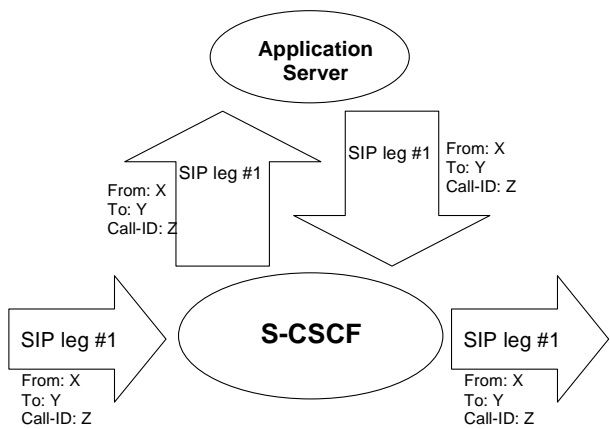 Application
Server
SIP leg #1
From: X
To: Y
Call-ID: Z
SIP leg #1
From: X
To: Y
Call-ID: Z
SIP leg #1
From: X
To: Y
Call-ID: Z
S-CSCF
SIP leg #1
From: X
To: Y
Call-ID: Z